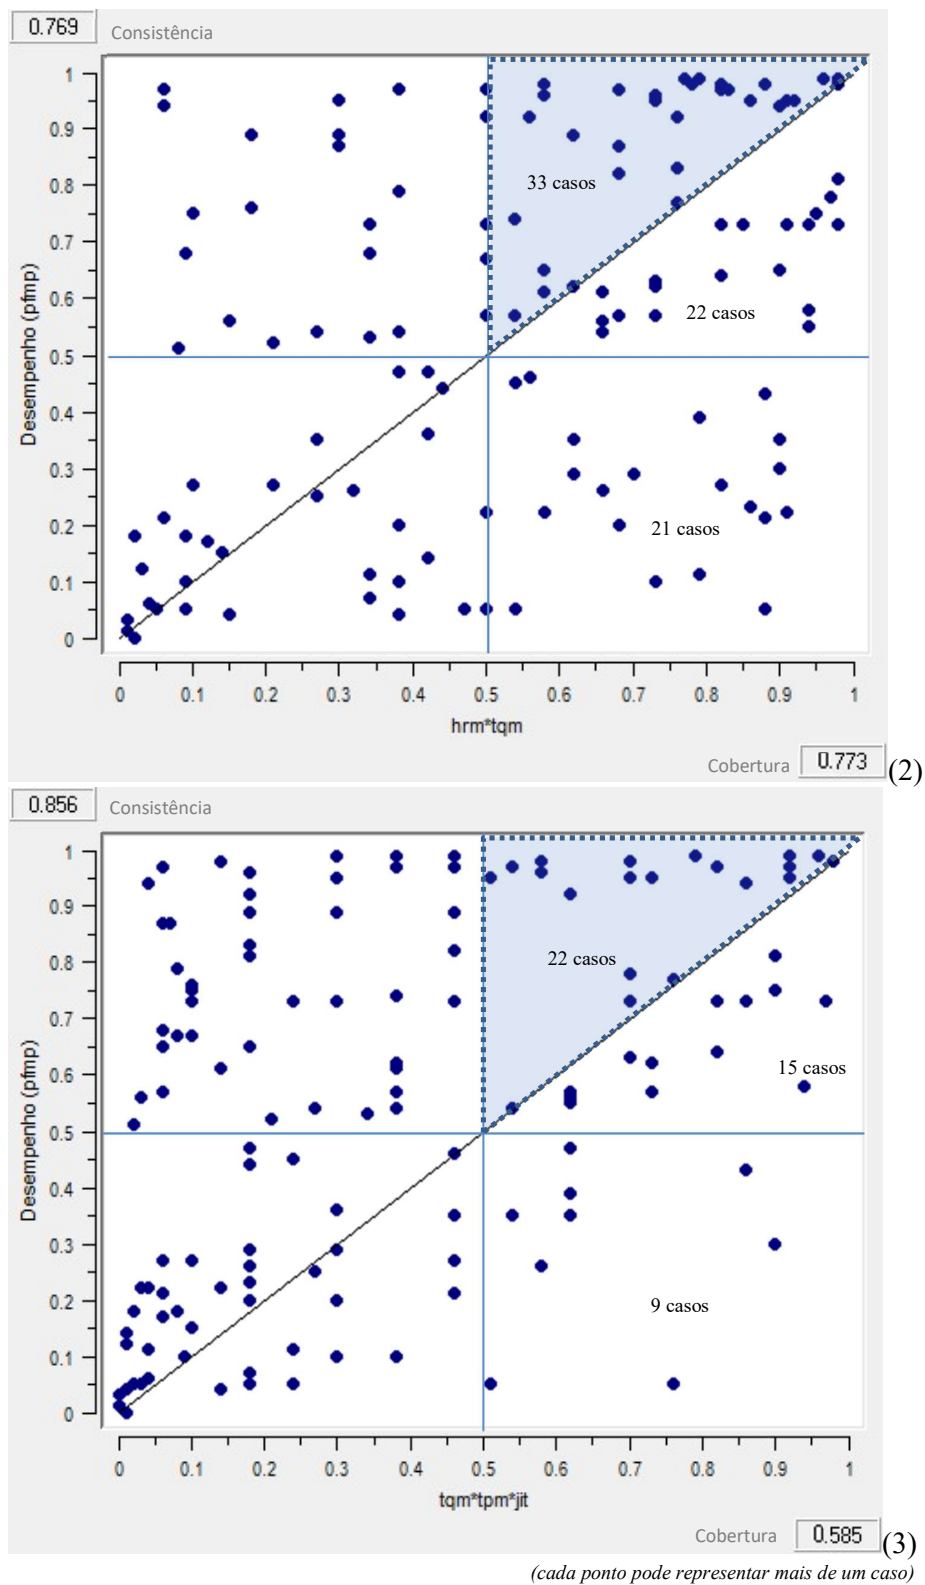 0.769 Consistência
1
0.9
0.8
0.7
0.6
0.5
0.4
0.3
0.2
0.1
0
Desempenho (pfmp)
33 casos
22 casos
21 casos
0 0.1 0.2 0.3 0.4 0.5 0.6 0.7 0.8 0.9 1
hrm*tqm
Cobertura 0.773 (2)
0.856 Consistência
1
0.9
0.8
0.7
0.6
0.5
0.4
0.3
0.2
0.1
0
Desempenho (pfmp)
22 casos
15 casos
9 casos
0 0.1 0.2 0.3 0.4 0.5 0.6 0.7 0.8 0.9 1
tqm*tpm*jit
Cobertura 0.585 (3)
(cada ponto pode representar mais de um caso)